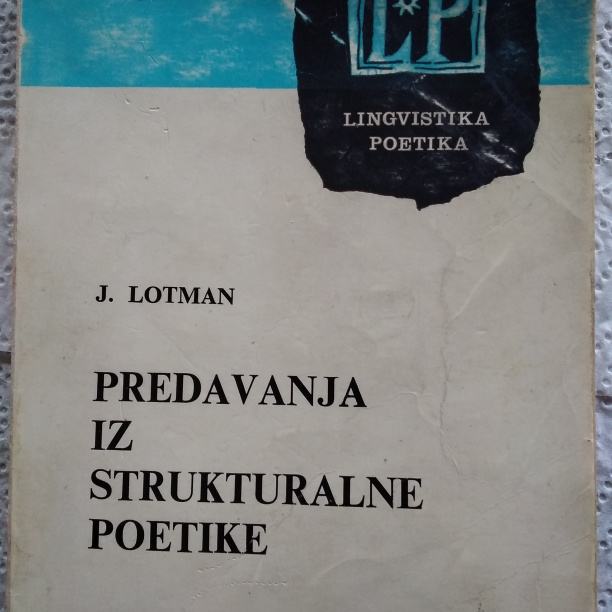 LP
LINGVISTIKA
POETIKA
J. LOTMAN
PREDAVANJA
IZ
STRUKTURALNE
POETIKE